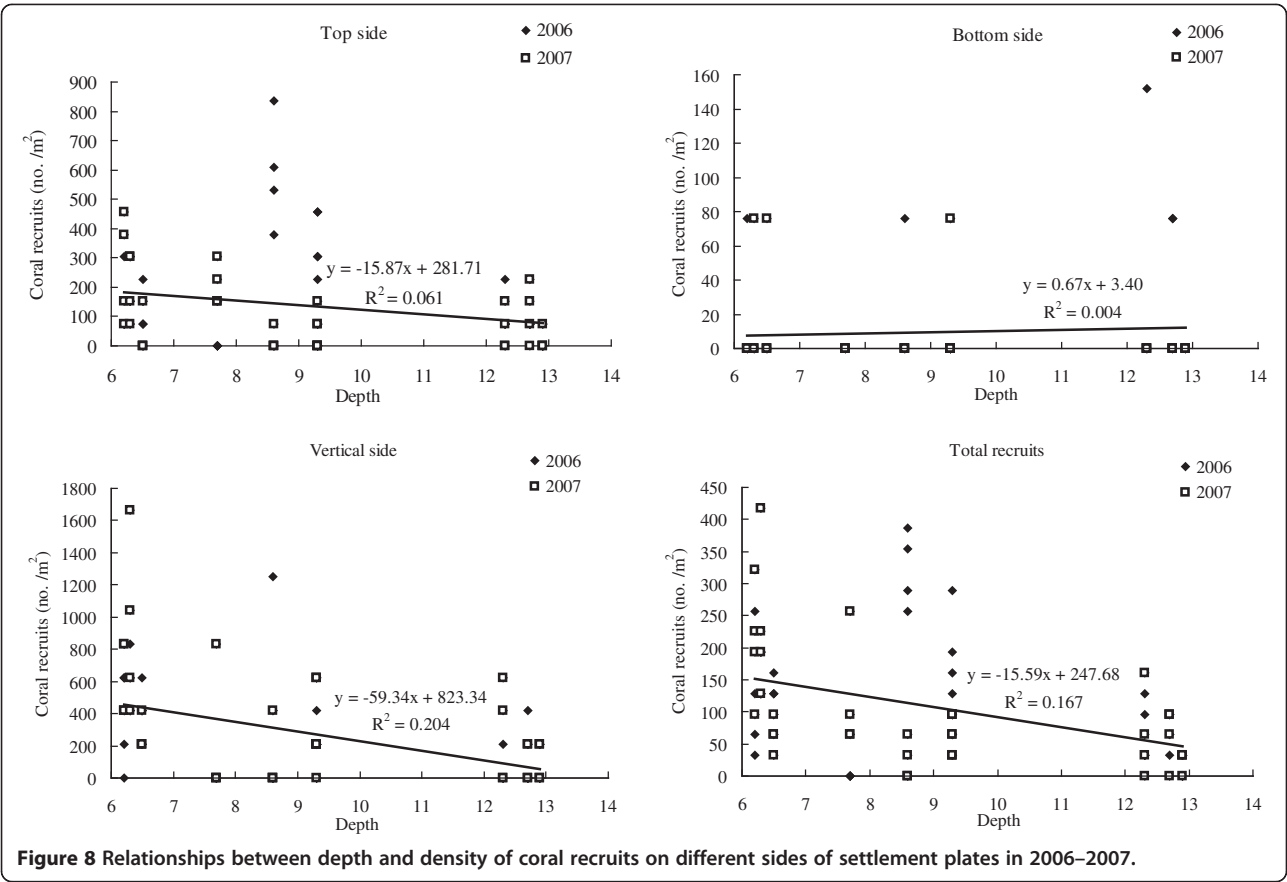 Top side
◆ 2006
□ 2007
Coral recruits (no. /m²)
900
800
700
600
500
400
300
200
100
0
y = -15.87x + 281.71
R² = 0.061
6 7 8 9 10 11 12 13 14
Depth
Bottom side
◆ 2006
□ 2007
Coral recruits (no. /m²)
160
140
120
100
80
60
40
20
0
y = 0.67x + 3.40
R² = 0.004
6 7 8 9 10 11 12 13 14
Depth
Vertical side
◆ 2006
□ 2007
Coral recruits (no. /m²)
1800
1600
1400
1200
1000
800
600
400
200
0
y = -59.34x + 823.34
R² = 0.204
6 7 8 9 10 11 12 13 14
Depth
Total recruits
◆ 2006
□ 2007
Coral recruits (no. /m²)
450
400
350
300
250
200
150
100
50
0
y = -15.59x + 247.68
R² = 0.167
6 7 8 9 10 11 12 13 14
Depth
Figure 8 Relationships between depth and density of coral recruits on different sides of settlement plates in 2006–2007.